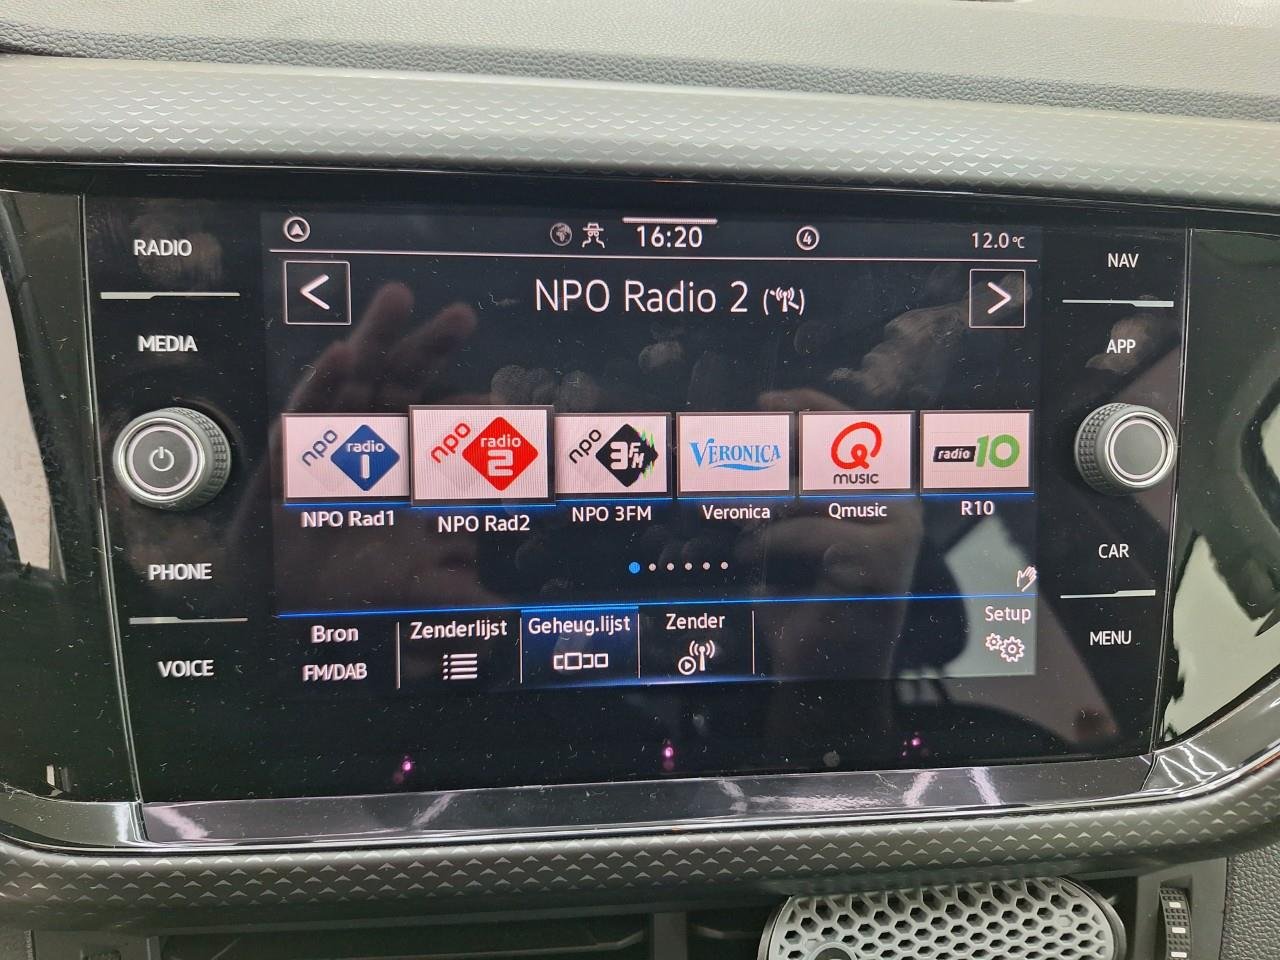 RADIO
MEDIA
PHONE
VOICE
16:20
4
12.0°C
<
NPO Radio 2
>
npo radio 1
npo radio 2
npo 3FM
VERONICA
Q MUSIC
radio 10
NPO Rad1
NPO Rad2
NPO 3FM
Veronica
Qmusic
R10
Bron
FM/DAB
Zenderlijst
Geheug.lijst
Zender
Setup
NAV
APP
CAR
MENU